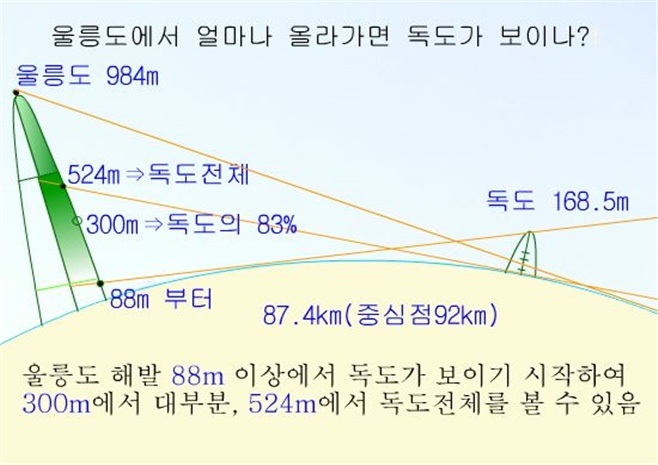 울릉도에서 얼마나 올라가면 독도가 보이나?
울릉도 984m
524m⇒독도전체
독도 168.5m
300m⇒독도의 83%
88m 부터
87.4km(중심점92km)
울릉도 해발 88m 이상에서 독도가 보이기 시작하여
300m에서 대부분, 524m에서 독도전체를 볼 수 있음